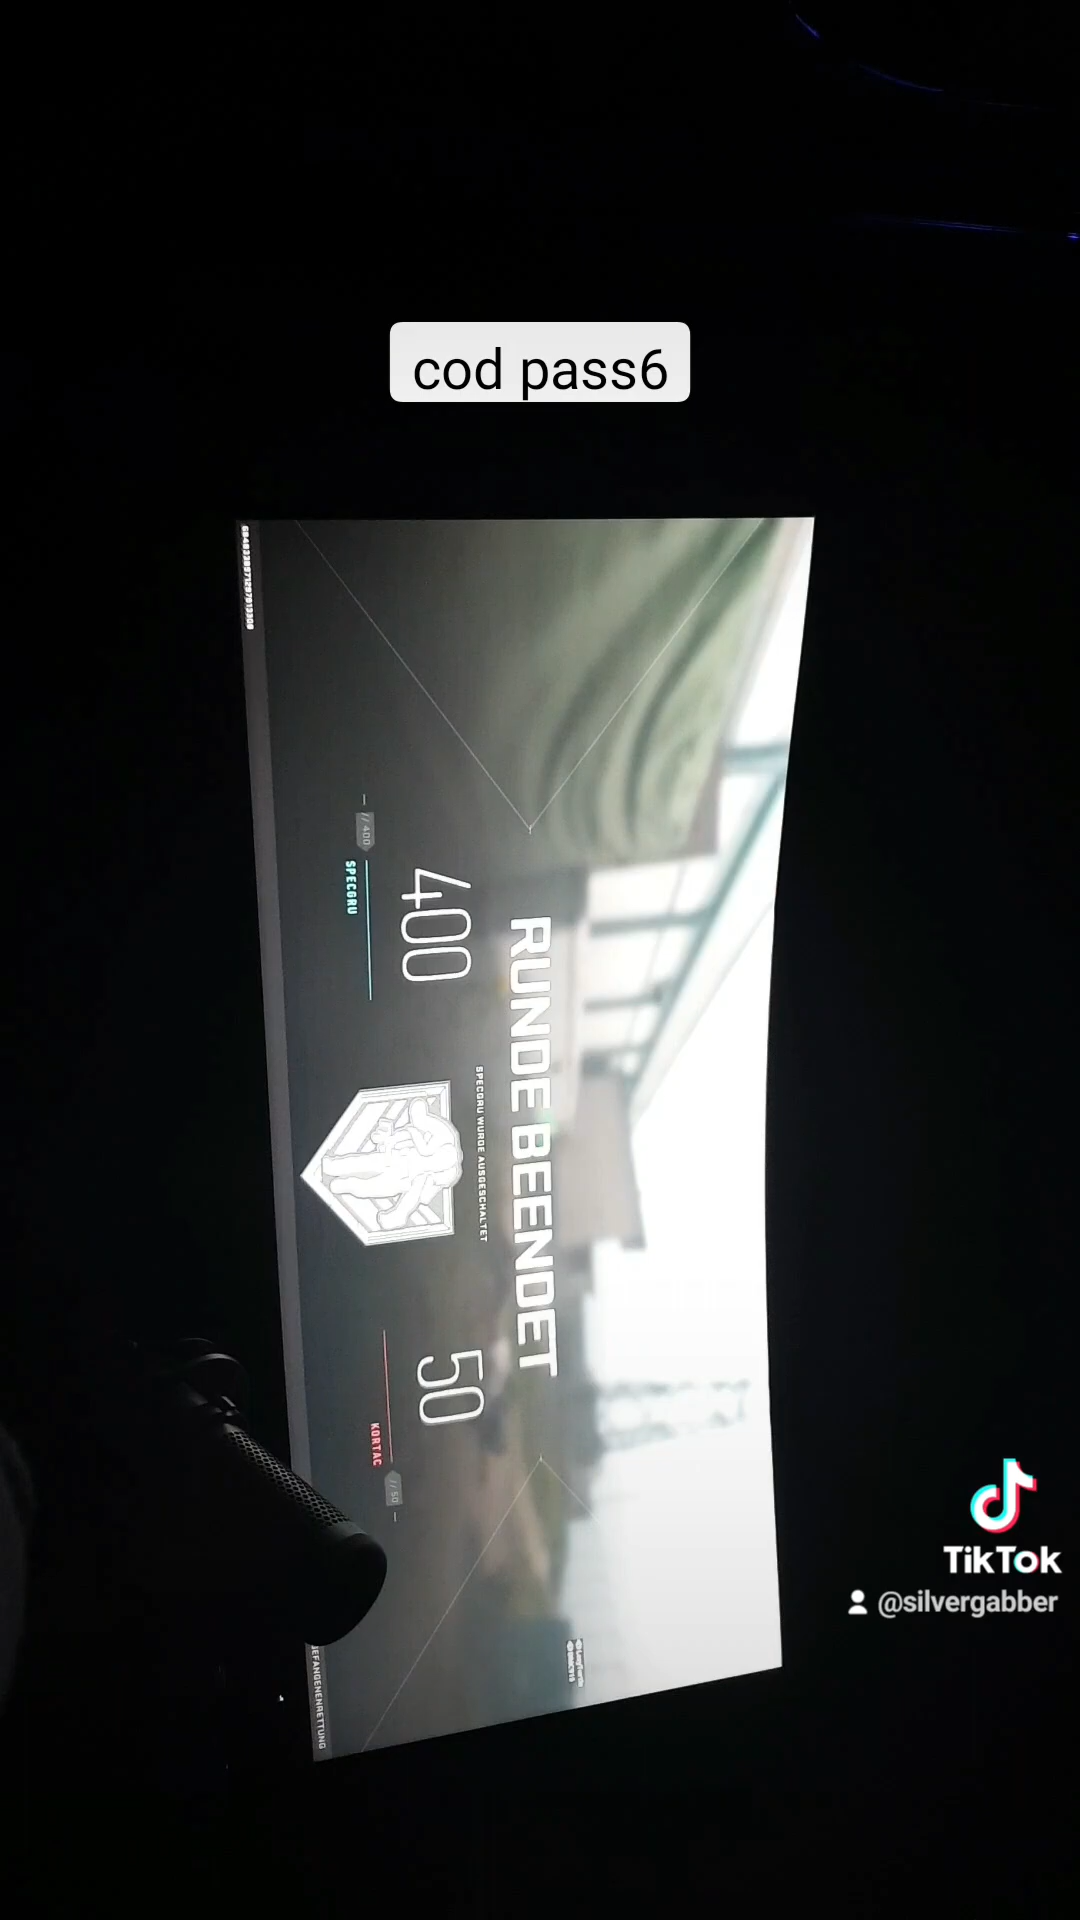 cod pass6
RUNDE BEENDET
SPECGRU WURDE AUSGESCHALTET
400
50
SPECGRU
KORTAC
// 400
// 50
GEFANGENENRETTUNG
TikTok
@silvergabber